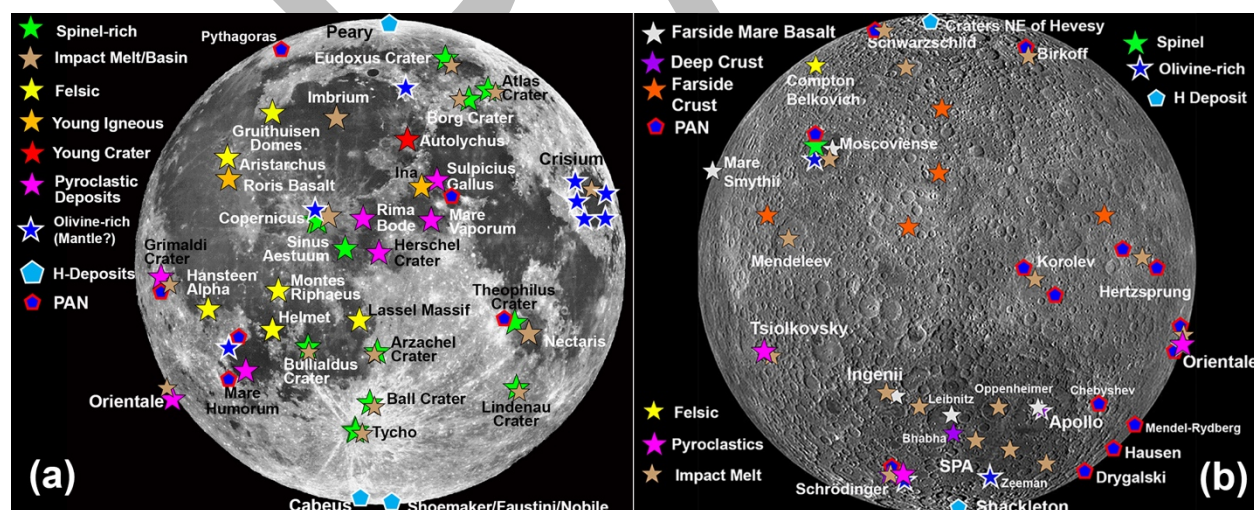 Spinel-rich
Impact Melt/Basin
Felsic
Young Igneous
Young Crater
Pyroclastic
Deposits
Olivine-rich
(Mantle?)
H-Deposits
PAN
Pythagoras
Peary
Eudoxus Crater
Atlas
Crater
Imbrium
Borg Crater
Gruithuisen
Domes
Autolychus
Aristarchus
Crisium
Roris Basalt
Ina
Sulpicius
Gallus
Copernicus
Rima
Bode
Mare
Vaporum
Sinus
Aestuum
Herschel
Crater
Grimaldi
Crater
Hansteen
Alpha
Montes
Riphaeus
Theophilus
Crater
Helmet
Lassel Massif
Nectaris
Bullialdus
Crater
Arzachel
Crater
Mare
Humorum
Orientale
Ball Crater
Lindenau
Crater
Tycho
(a)
Cabeus
Shoemaker/Faustini/Nobile
Farside Mare Basalt
Deep Crust
Farside
Crust
PAN
Craters NE of Hevesy
Schwarzschild
Birkoff
Spinel
Olivine-rich
H Deposit
Compton
Belkovich
Moscoviense
Mare
Smythii
Mendeleev
Korolev
Hertzsprung
Tsiolkovsky
Orientale
Ingenii
Leibnitz
Oppenheimer
Chebyshev
Apollo
Bhabha
Mendel-Rydberg
SPA
Hausen
Zeeman
Drygalski
Schrödinger
Shackleton
Felsic
Pyroclastics
Impact Melt
(b)